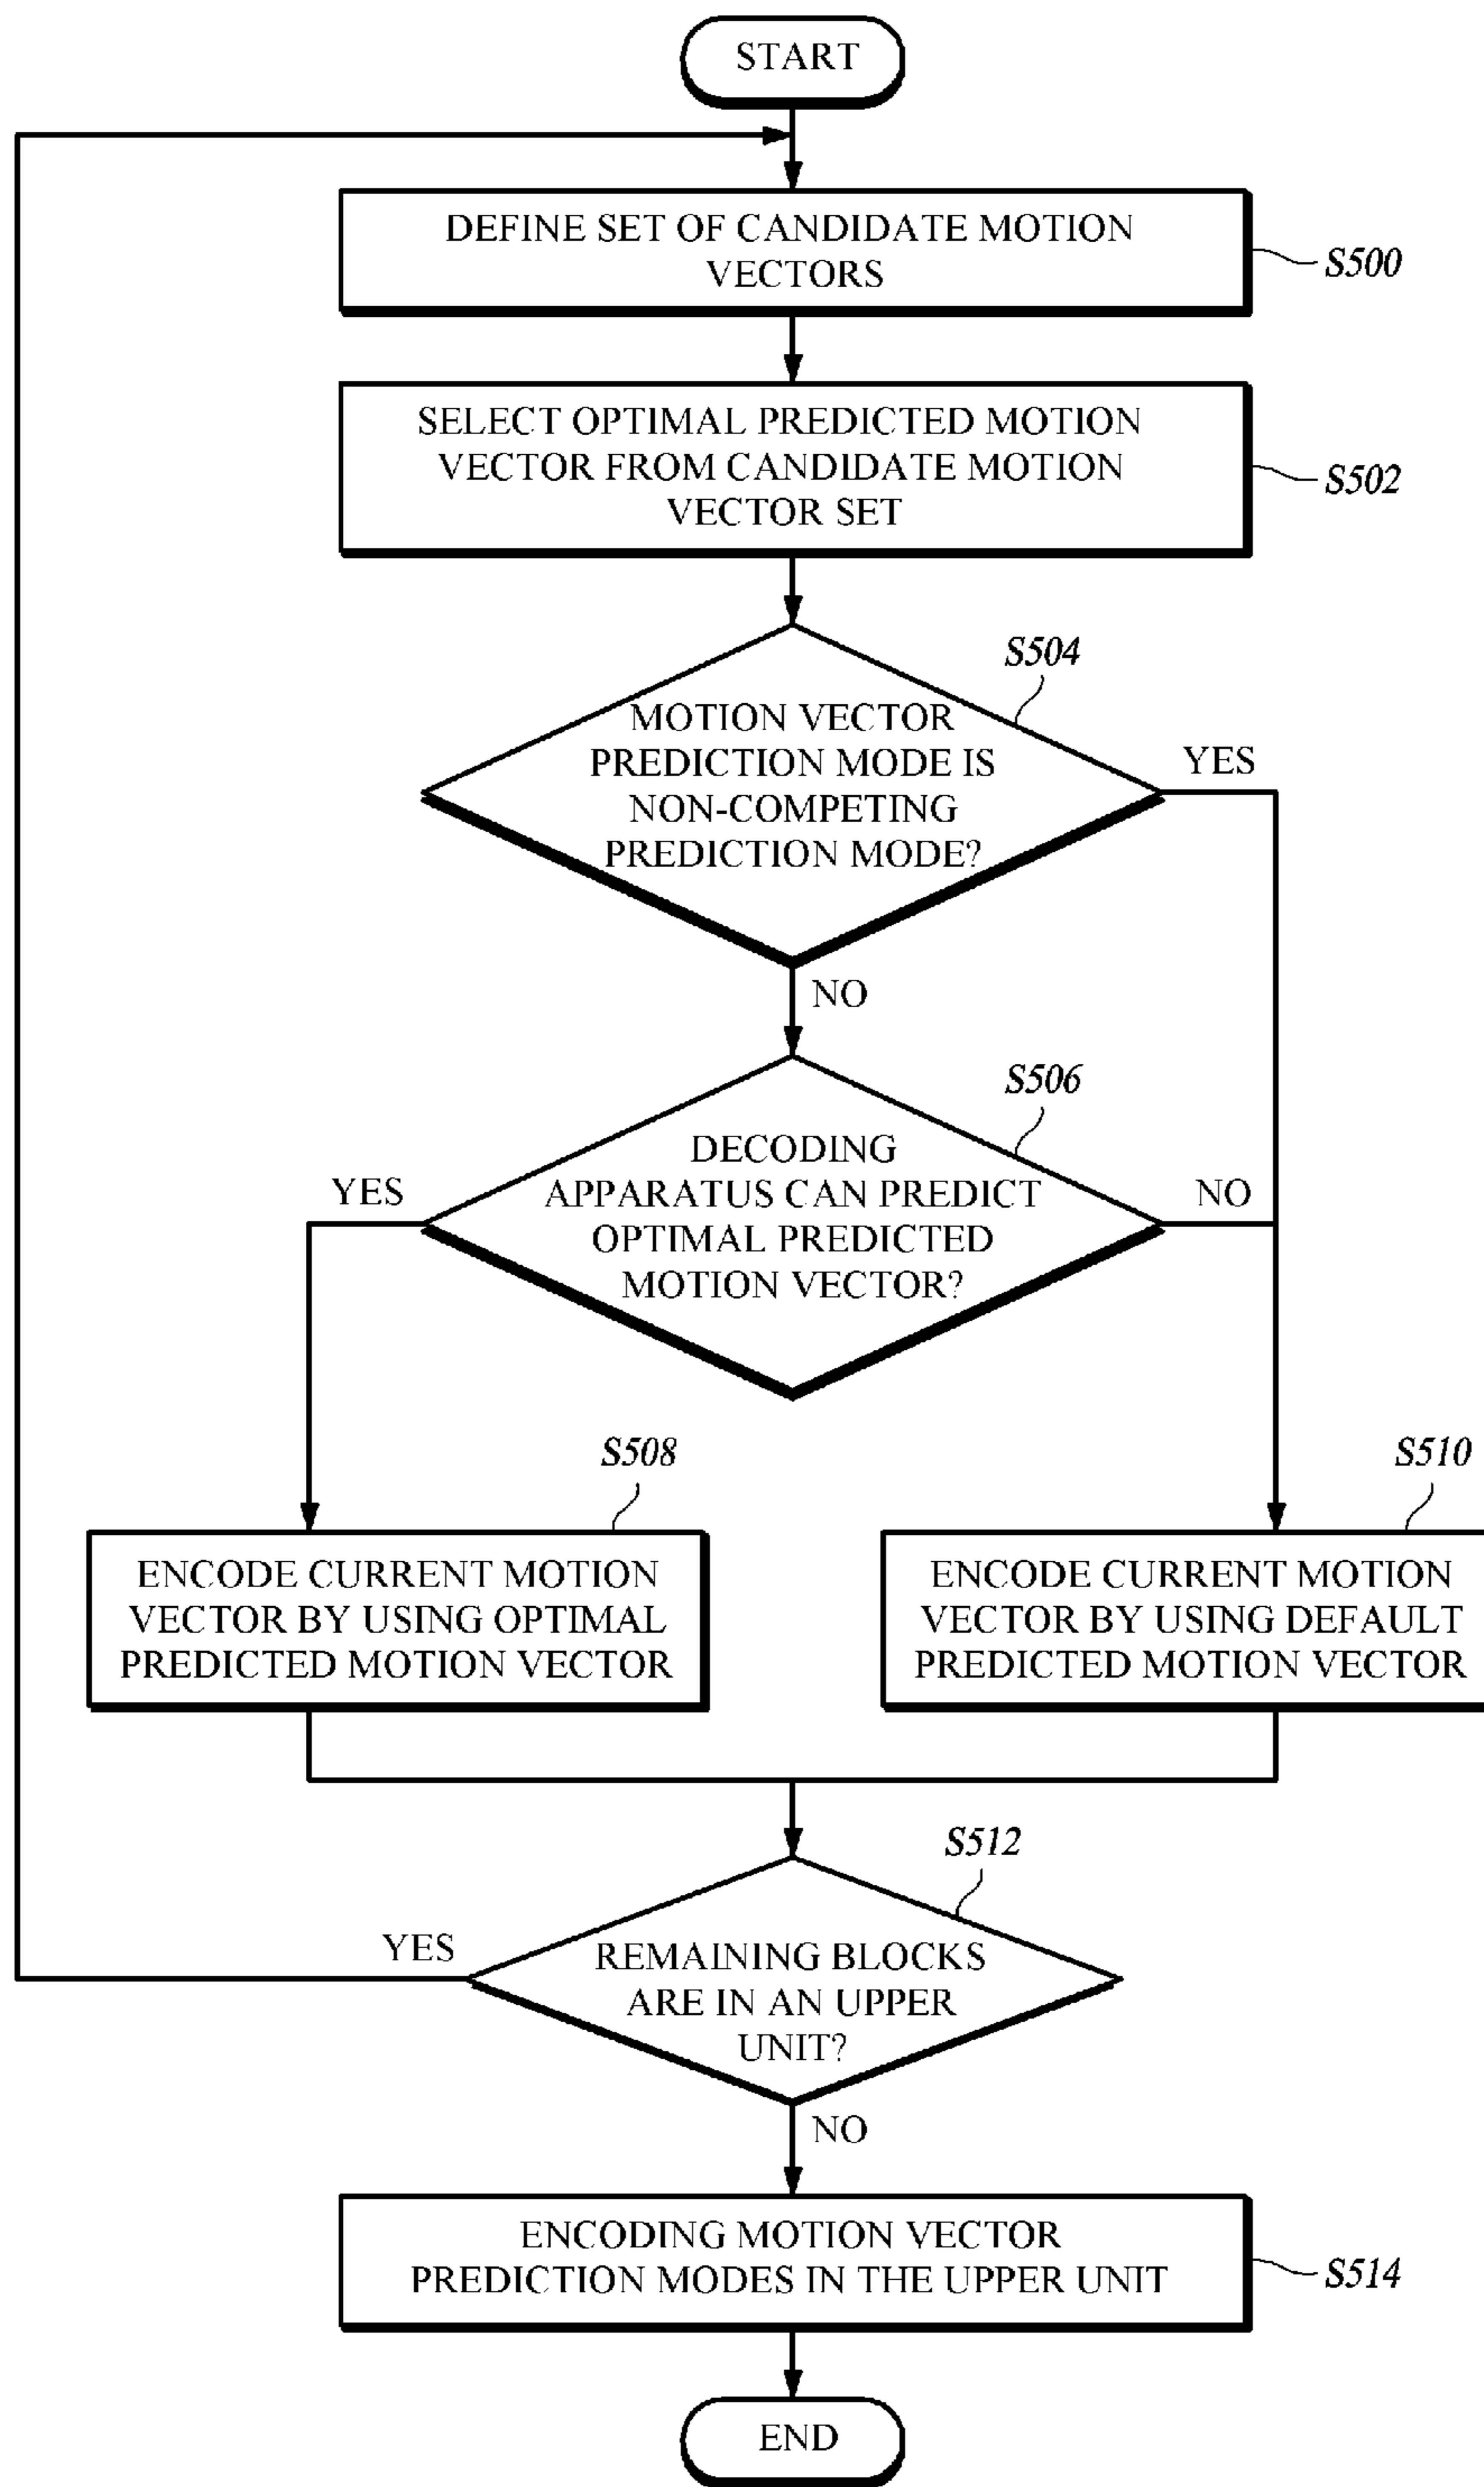 START
DEFINE SET OF CANDIDATE MOTION
VECTORS
S500
SELECT OPTIMAL PREDICTED MOTION
VECTOR FROM CANDIDATE MOTION
VECTOR SET
S502
S504
MOTION VECTOR
PREDICTION MODE IS
NON-COMPETING
PREDICTION MODE?
YES
NO
S506
DECODING
APPARATUS CAN PREDICT
OPTIMAL PREDICTED
MOTION VECTOR?
YES
NO
S508
ENCODE CURRENT MOTION
VECTOR BY USING OPTIMAL
PREDICTED MOTION VECTOR
S510
ENCODE CURRENT MOTION
VECTOR BY USING DEFAULT
PREDICTED MOTION VECTOR
S512
REMAINING BLOCKS
ARE IN AN UPPER
UNIT?
YES
NO
ENCODING MOTION VECTOR
PREDICTION MODES IN THE UPPER UNIT
S514
END